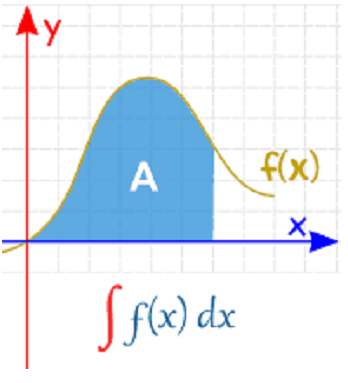 y
A
f(x)
x
∫ f(x) dx